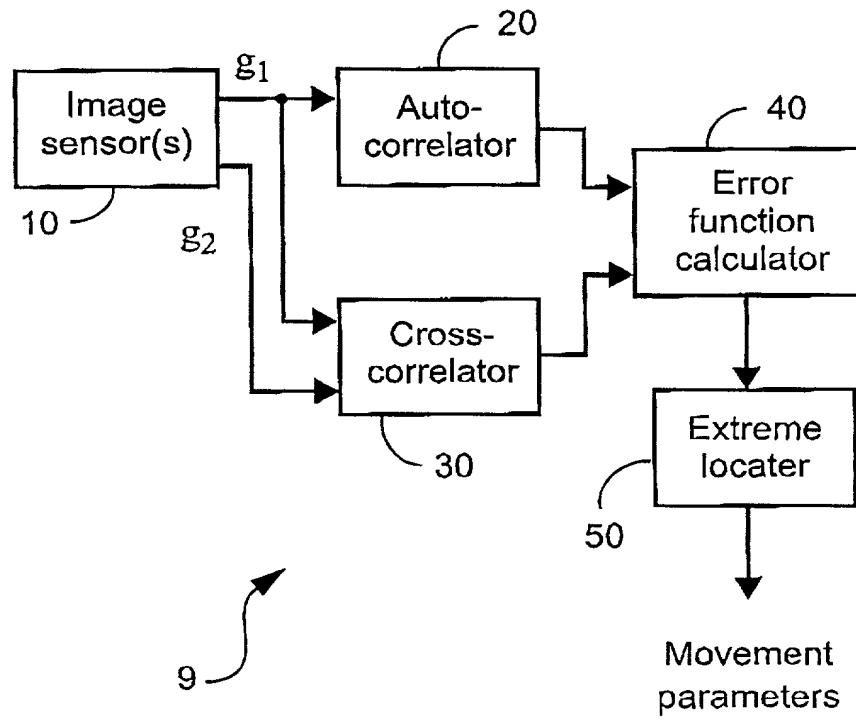 20
g1
Image
sensor(s)
Auto-
correlator
40
10
g2
Error
function
calculator
Cross-
correlator
30
Extreme
locater
50
9
Movement
parameters